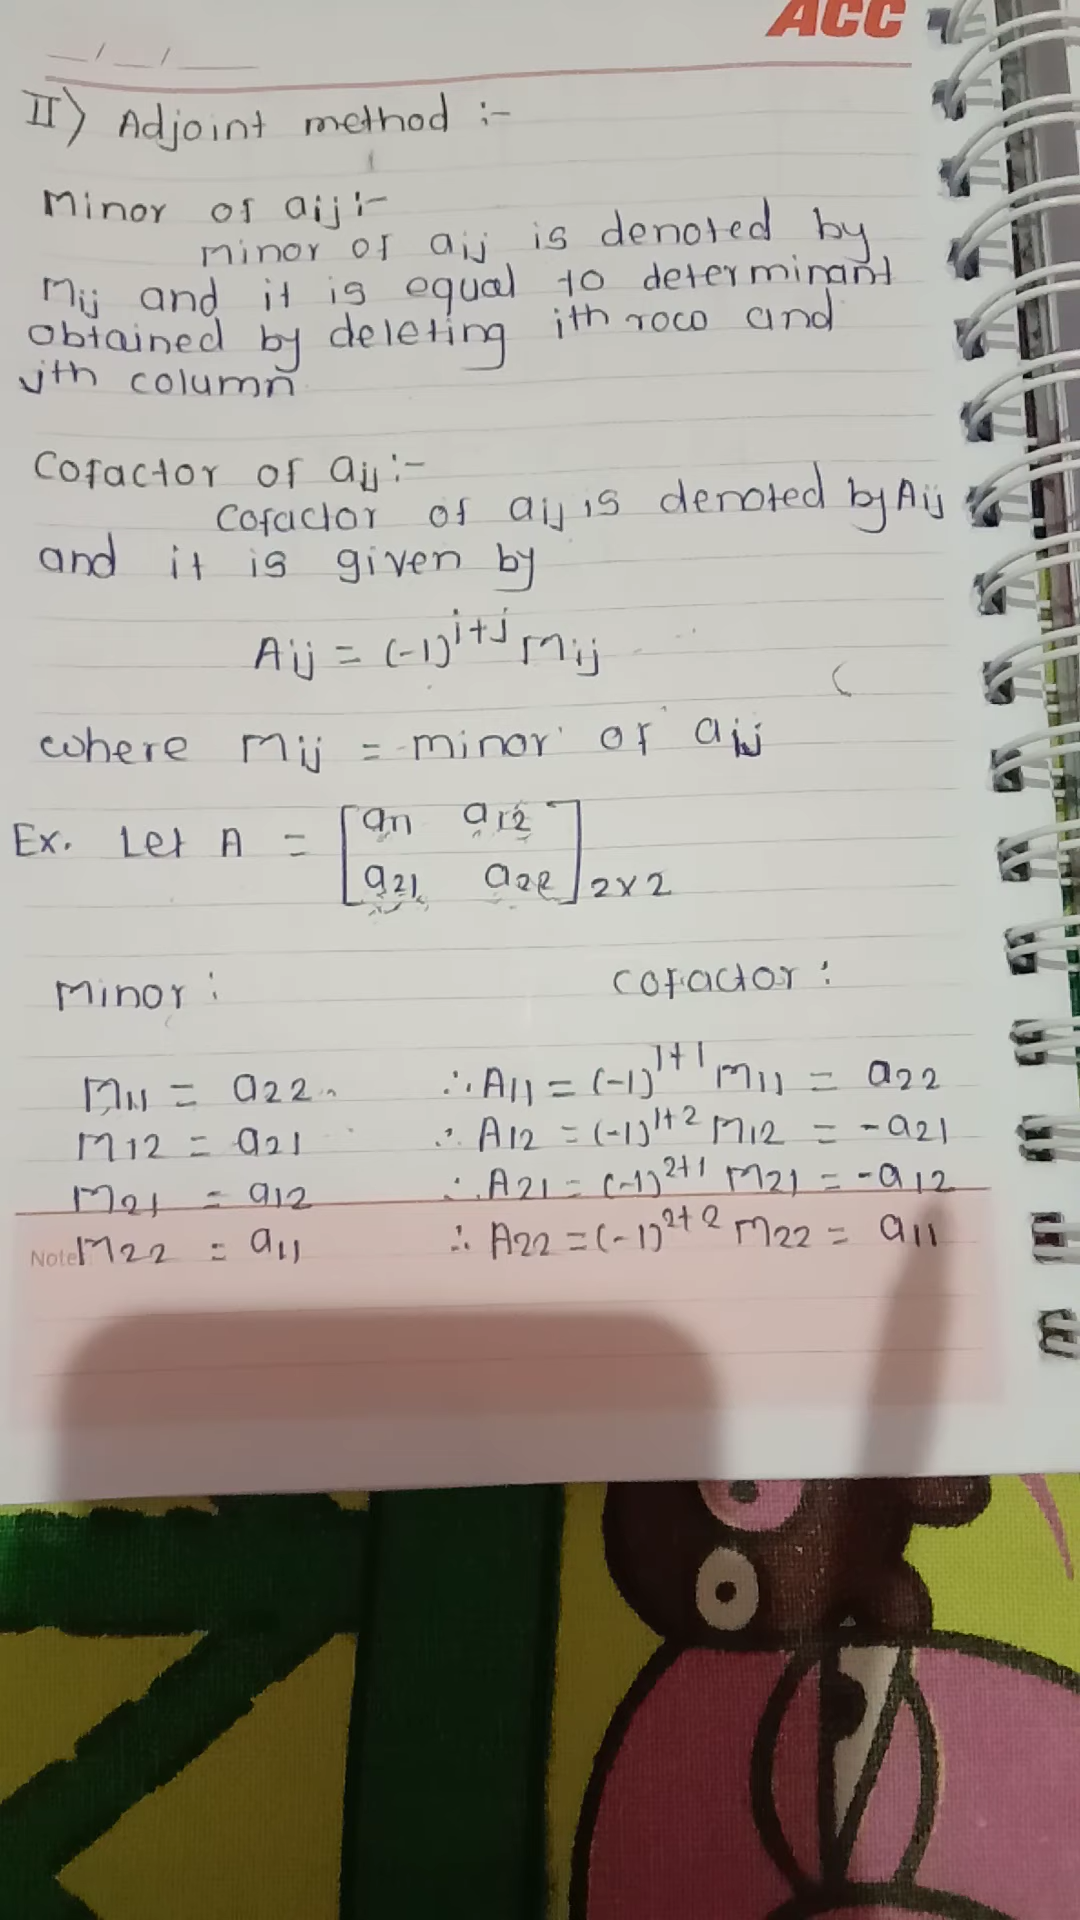 ACC
__/__/____
II) Adjoint method :-
Minor of aij :-
Minor of aij is denoted by
Mij and it is equal to determinant
obtained by deleting ith row and
jth column
Cofactor of aij :-
Cofactor of aij is denoted by Aij
and it is given by
Aij = (-1)^i+j Mij
where Mij = minor of aij
Ex. Let A = [a11 a12
a21 a22] 2x2
Minor : Cofactor :
M11 = a22 ∴ A11 = (-1)^1+1 M11 = a22
M12 = a21 ∴ A12 = (-1)^1+2 M12 = -a21
M21 = a12 ∴ A21 = (-1)^2+1 M21 = -a12
Note M22 = a11 ∴ A22 = (-1)^2+2 M22 = a11